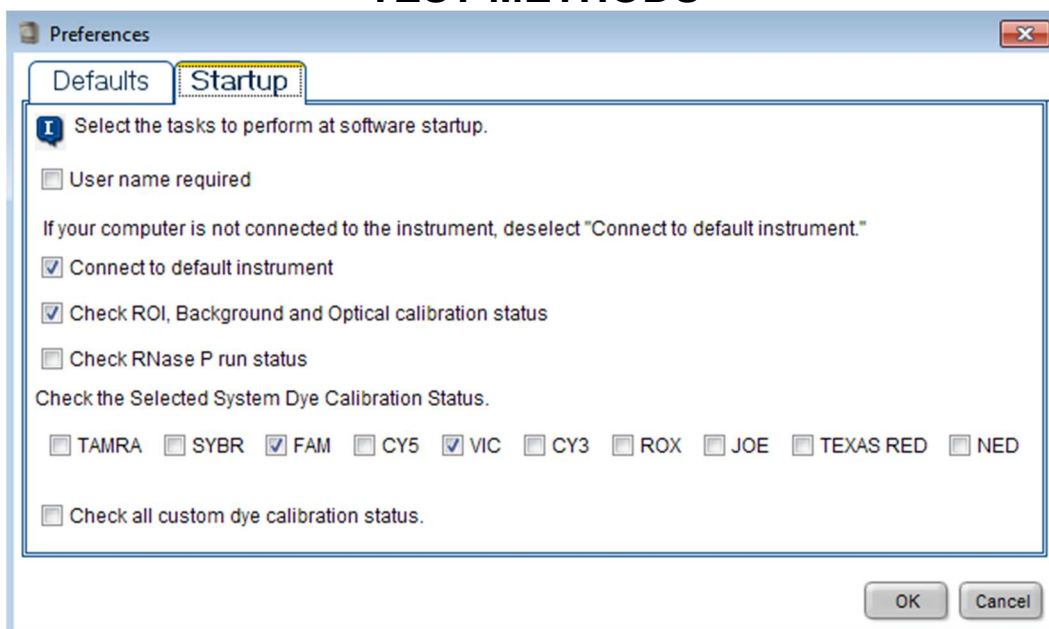 TEST METHODS
Preferences
Defaults Startup
Select the tasks to perform at software startup.
User name required
If your computer is not connected to the instrument, deselect "Connect to default instrument."
Connect to default instrument
Check ROI, Background and Optical calibration status
Check RNase P run status
Check the Selected System Dye Calibration Status.
TAMRA SYBR FAM CY5 VIC CY3 ROX JOE TEXAS RED NED
Check all custom dye calibration status.
OK Cancel